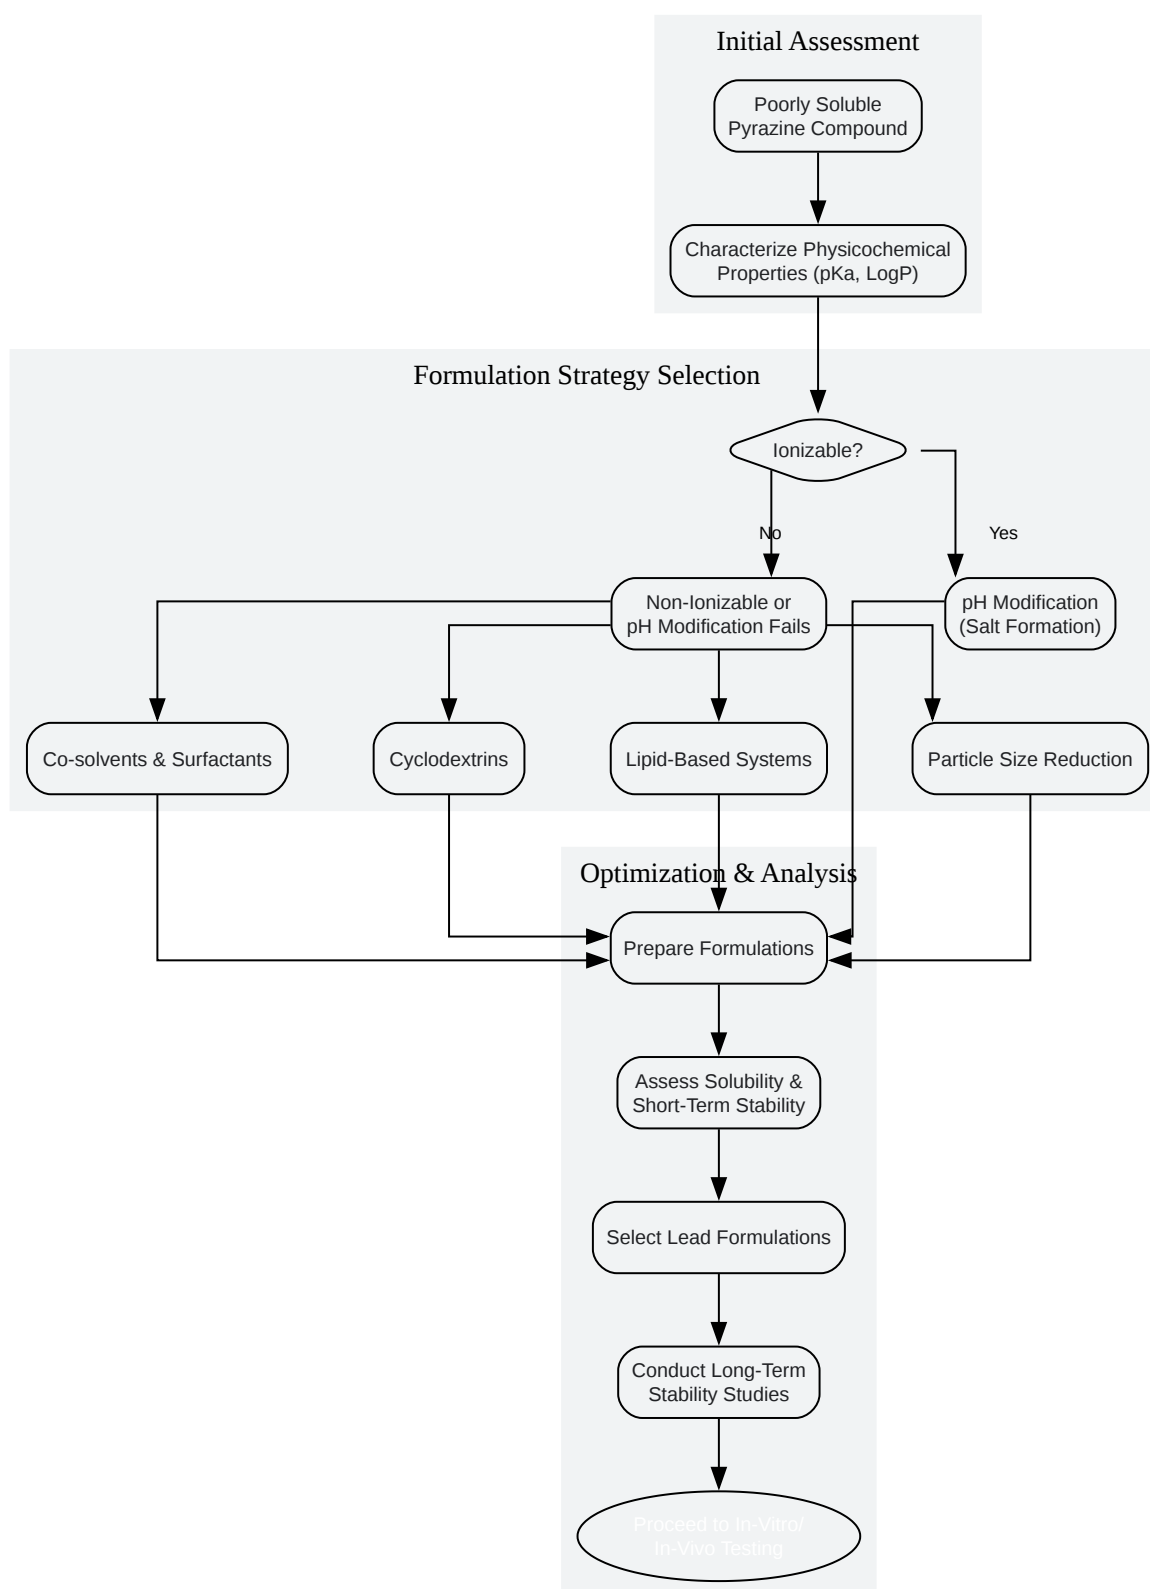 Initial Assessment
Poorly Soluble
Pyrazine Compound
Characterize Physicochemical
Properties (pKa, LogP)
Formulation Strategy Selection
Ionizable?
No
Yes
Non-Ionizable or
pH Modification Fails
pH Modification
(Salt Formation)
Co-solvents & Surfactants
Cyclodextrins
Lipid-Based Systems
Particle Size Reduction
Optimization & Analysis
Prepare Formulations
Assess Solubility &
Short-Term Stability
Select Lead Formulations
Conduct Long-Term
Stability Studies
Proceed to In-Vitro/
In-Vivo Testing